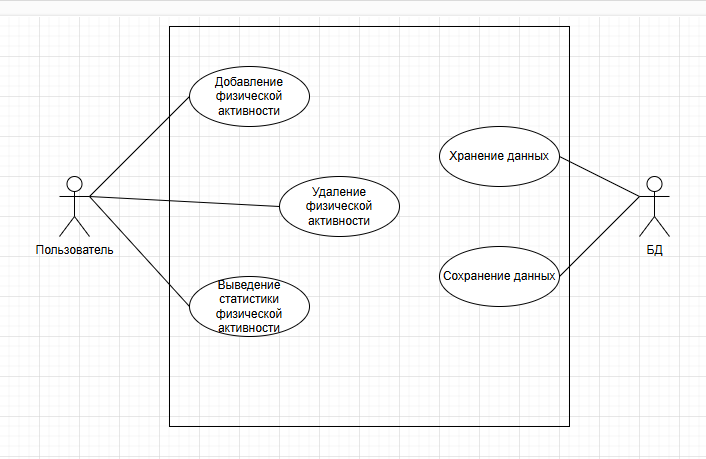 Добавление
физической
активности
Хранение данных
Удаление
физической
активности
Пользователь
БД
Сохранение данных
Выведение
статистики
физической
активности